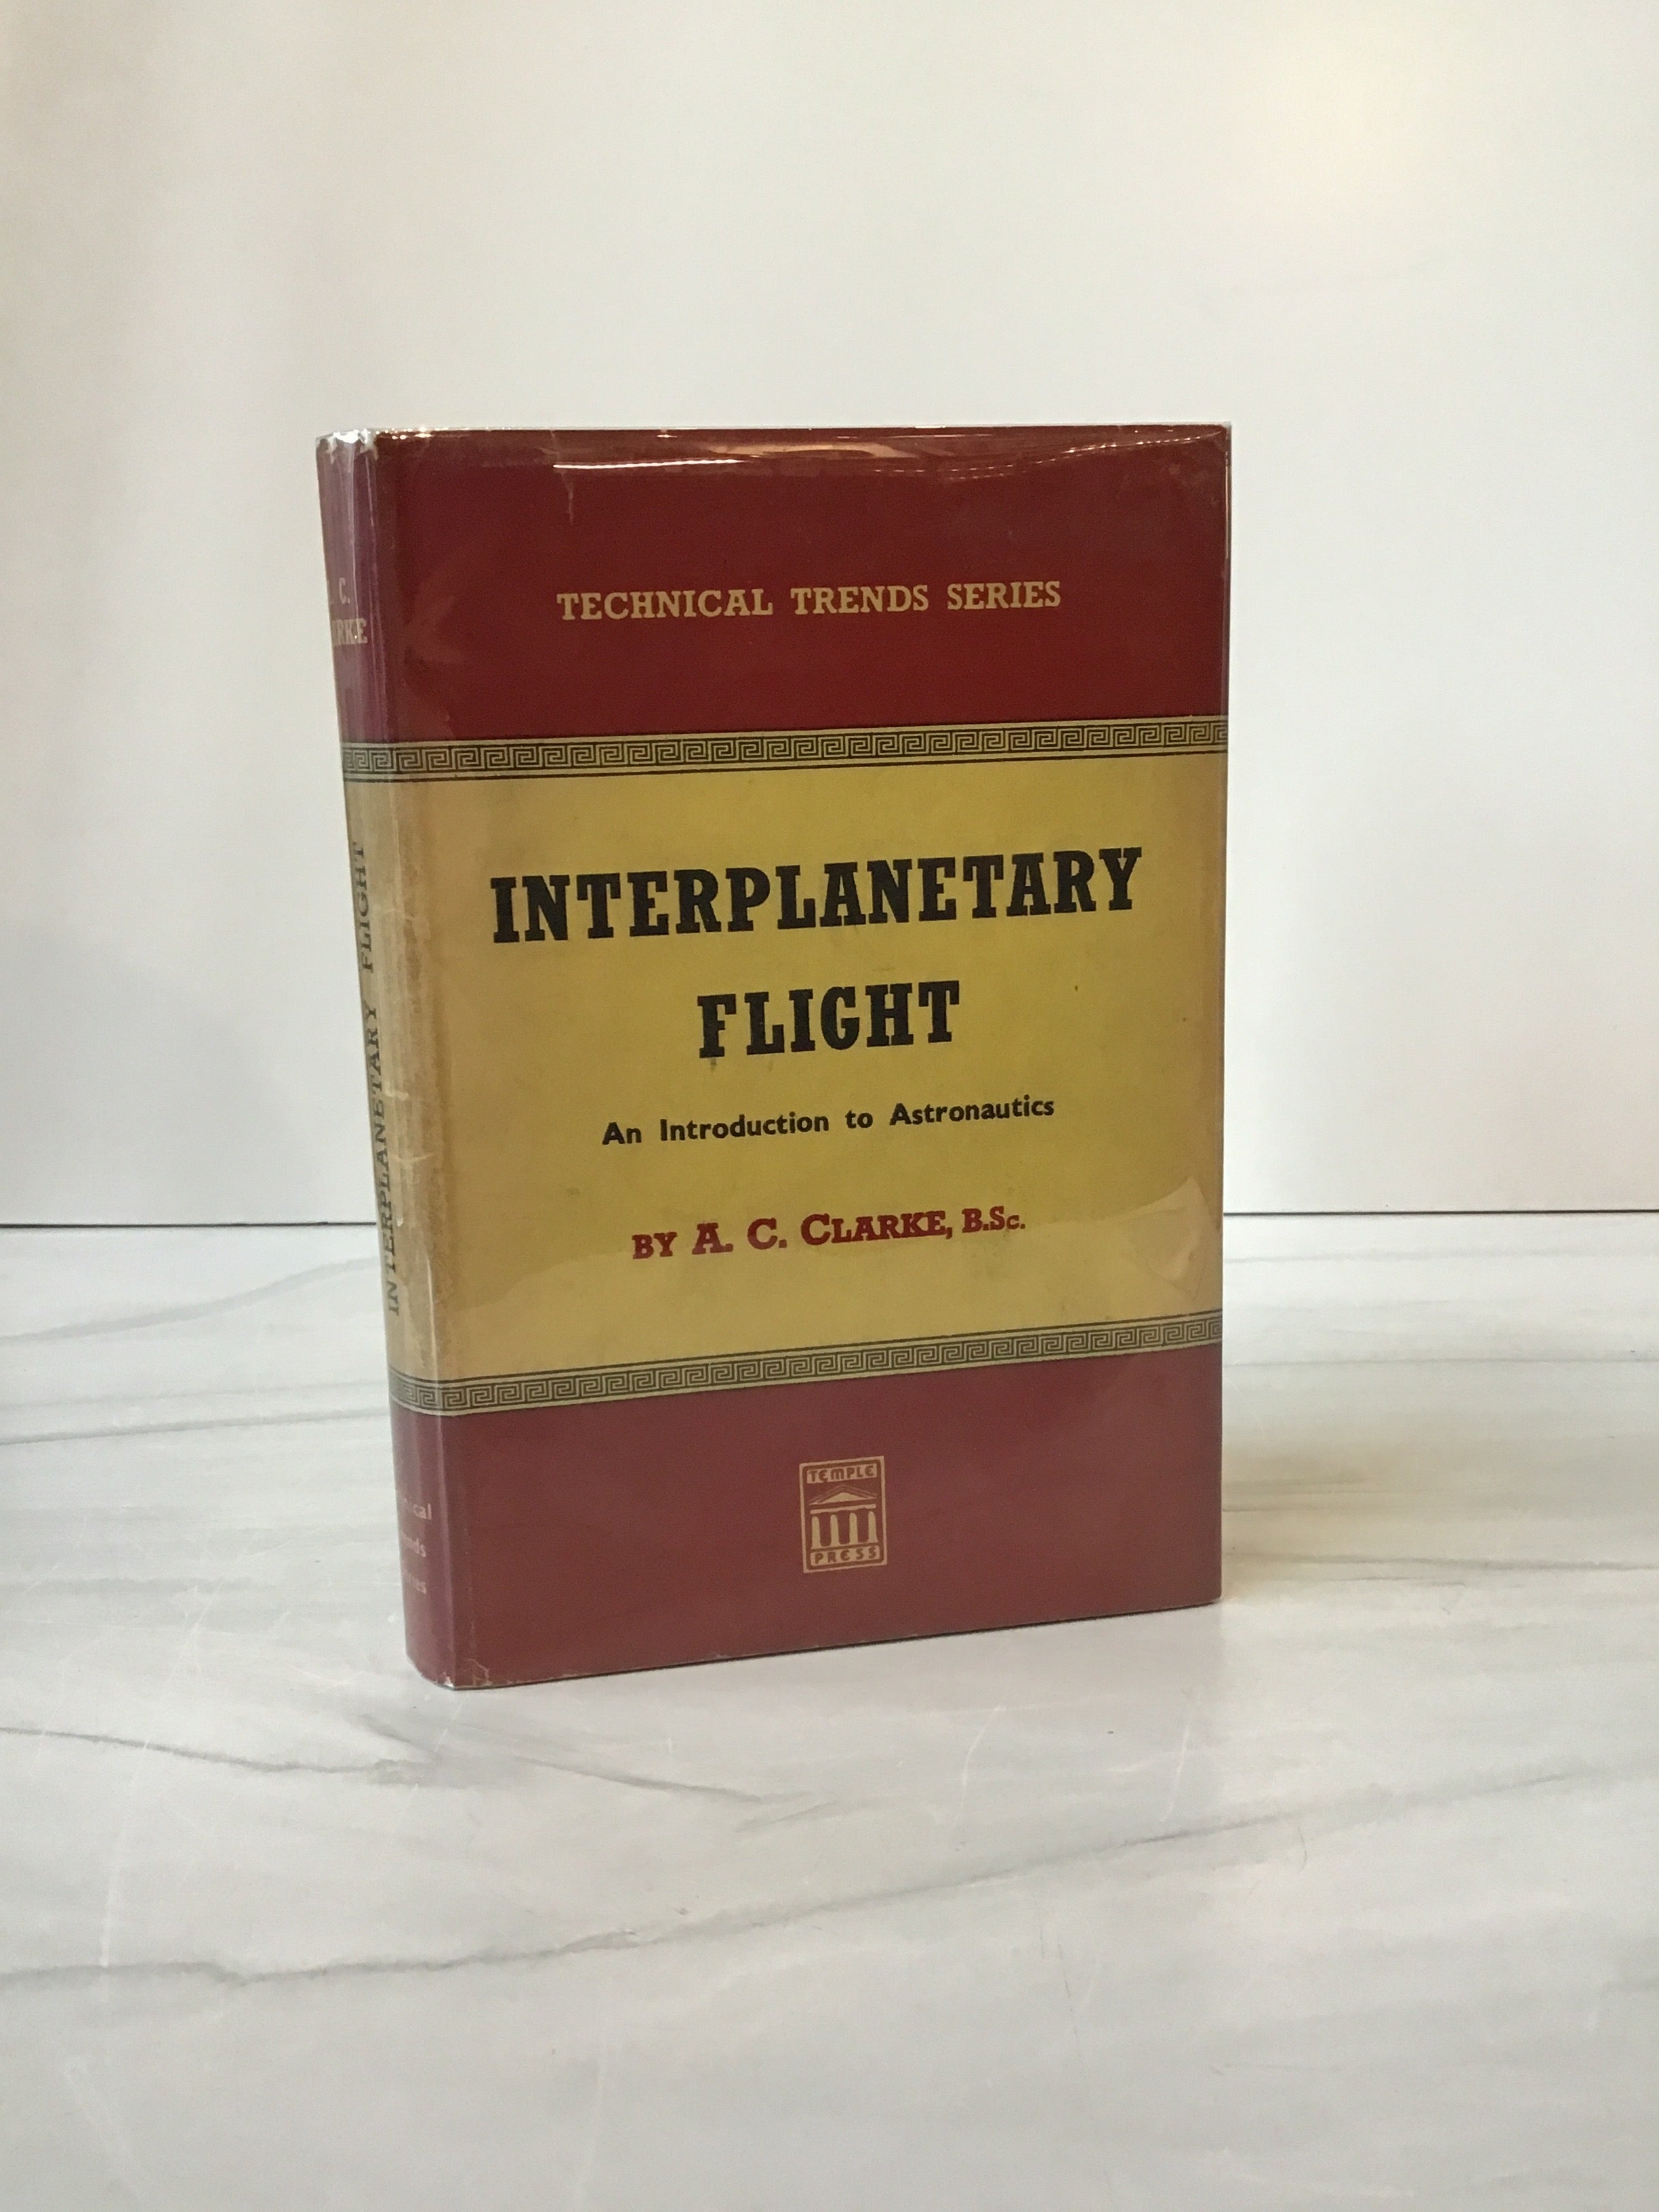 TECHNICAL TRENDS SERIES
INTERPLANETARY
FLIGHT
An Introduction to Astronautics
BY A. C. CLARKE, B.Sc.
TEMPLE
PRESS
C.
INTERPLANETARY FLIGHT